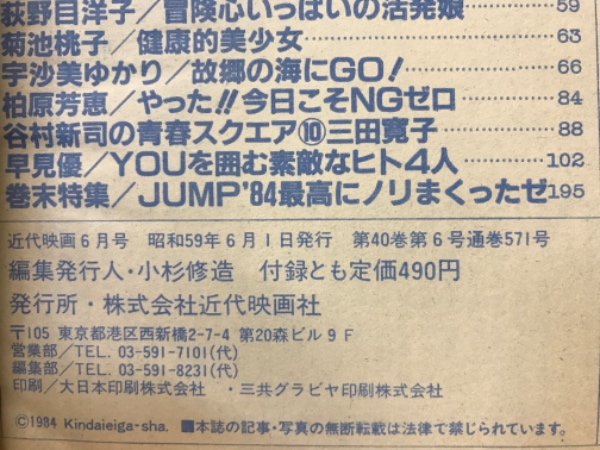 荻野目洋子／冒険心いっぱいの活発娘……59
菊池桃子／健康的美少女……63
宇沙美ゆかり／故郷の海にGO！……66
柏原芳恵／やった!!今日こそNGゼロ……84
谷村新司の青春スクエア⑩三田寛子……88
早見優／YOUを囲む素敵なヒト4人……102
巻末特集／JUMP'84最高にノリまくったゼ195
近代映画6月号　昭和59年6月1日発行　第40巻第6号通巻571号
編集発行人・小杉修造　付録とも定価490円
発行所・株式会社近代映画社
〒105 東京都港区西新橋2-7-4 第20森ビル9F
営業部／TEL. 03-591-7101(代)
編集部／TEL. 03-591-8231(代)
印刷／大日本印刷株式会社　・三共グラビヤ印刷株式会社
©1984 Kindaieiga-sha. ■本誌の記事・写真の無断転載は法律で禁じられています。